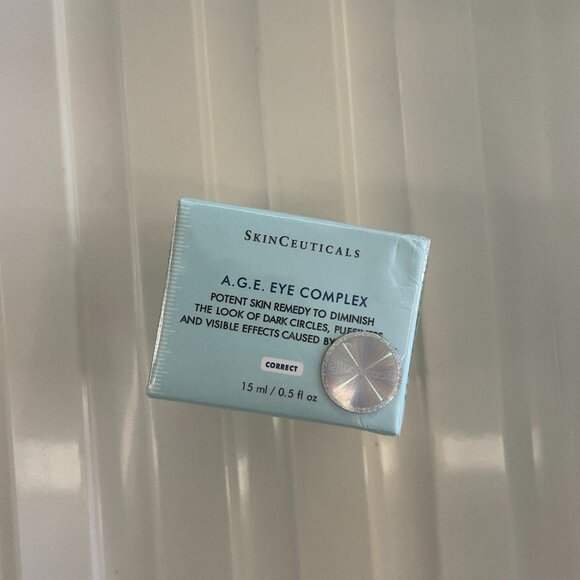 SKINCEUTICALS
A.G.E. EYE COMPLEX
POTENT SKIN REMEDY TO DIMINISH
THE LOOK OF DARK CIRCLES, PUFFINESS
AND VISIBLE EFFECTS CAUSED BY
CORRECT
15 ml / 0.5 fl oz